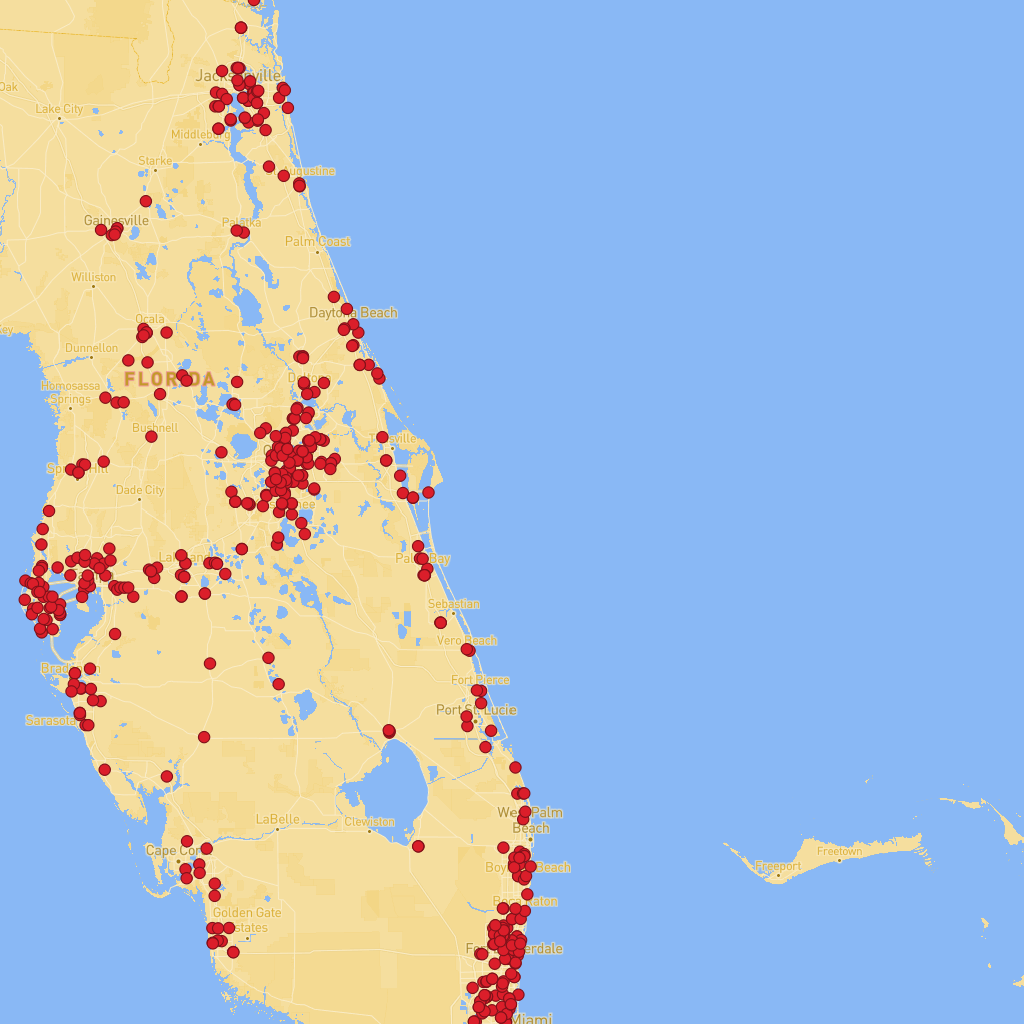 Jacksonville
Oak
Lake City
Middleburg
Starke
Augustine
Gainesville
Palatka
Palm Coast
Williston
Daytona Beach
Ocala
Key
Dunnellon
FLORIDA
Homosassa
Springs
Bushnell
Titusville
Spring Hill
Dade City
Lakeland
Palm Bay
Sebastian
Vero Beach
Bradenton
Fort Pierce
Port St. Lucie
Sarasota
West Palm
Beach
LaBelle
Clewiston
Cape Coral
Boynton Beach
Freeport
Freetown
Boca Raton
Golden Gate
Estates
Fort Lauderdale
Miami